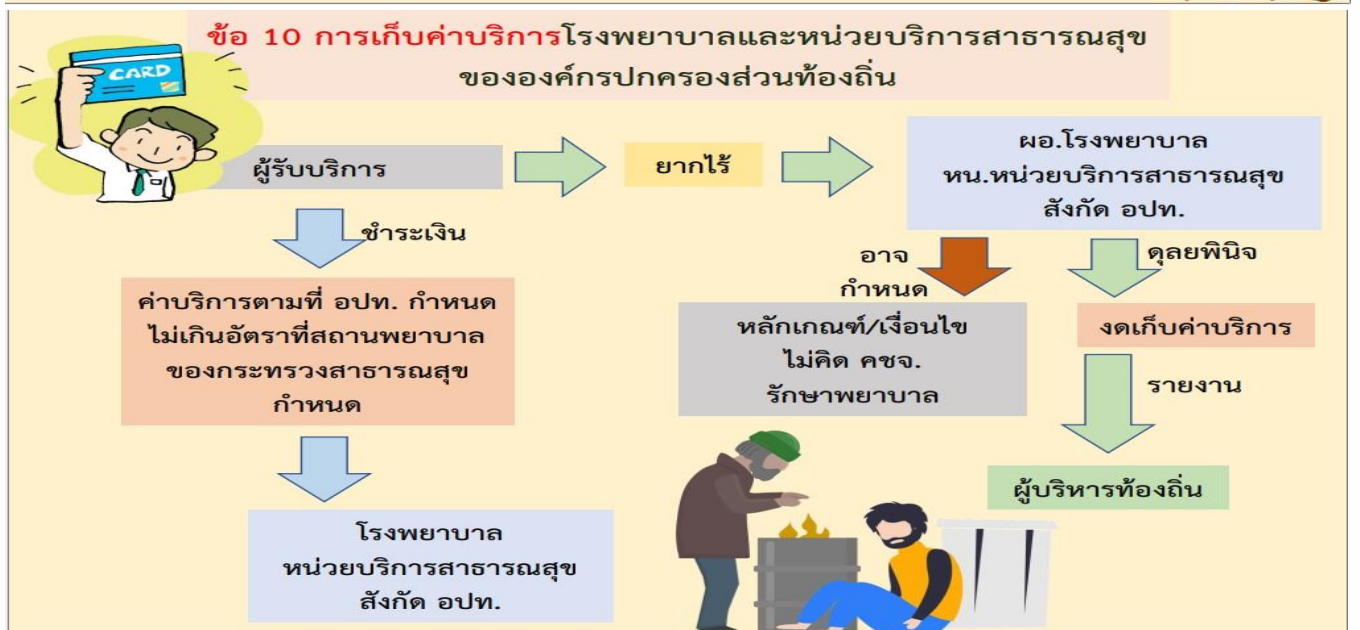 ข้อ 10 การเก็บค่าบริการโรงพยาบาลและหน่วยบริการสาธารณสุข
ขององค์กรปกครองส่วนท้องถิ่น
CARD
ผู้รับบริการ
ยากไร้
ผอ.โรงพยาบาล
หน.หน่วยบริการสาธารณสุข
สังกัด อปท.
ชำระเงิน
อาจ
กำหนด
ดุลยพินิจ
ค่าบริการตามที่ อปท. กำหนด
ไม่เกินอัตราที่สถานพยาบาล
ของกระทรวงสาธารณสุข
กำหนด
หลักเกณฑ์/เงื่อนไข
ไม่คิด คชจ.
รักษาพยาบาล
งดเก็บค่าบริการ
รายงาน
ผู้บริหารท้องถิ่น
โรงพยาบาล
หน่วยบริการสาธารณสุข
สังกัด อปท.